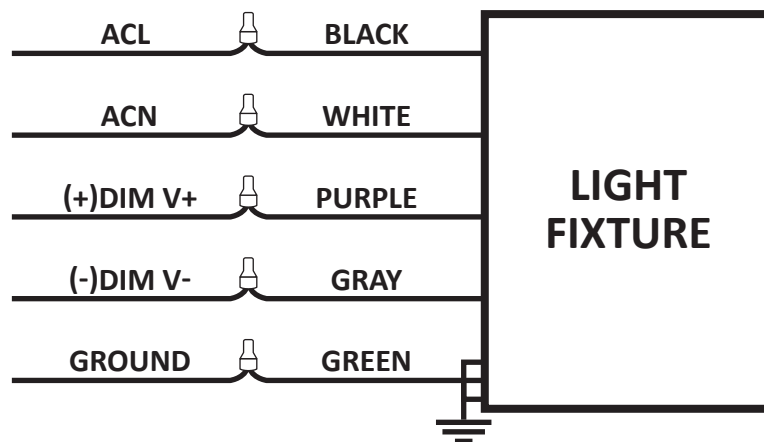 ACL
BLACK
ACN
WHITE
(+)DIM V+
PURPLE
(-)DIM V-
GRAY
GROUND
GREEN
LIGHT
FIXTURE